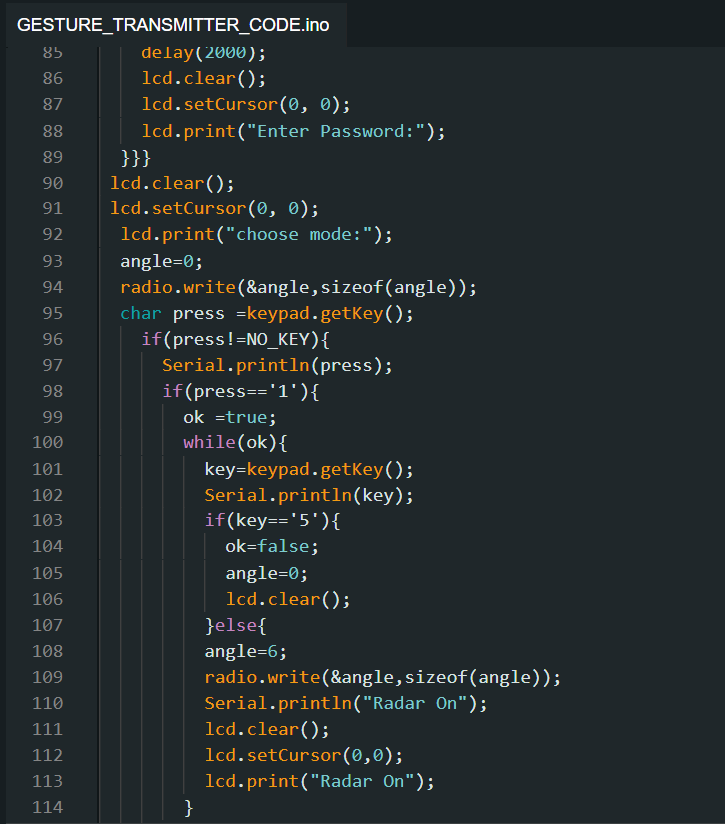 GESTURE_TRANSMITTER_CODE.ino
85 delay(2000);
86 lcd.clear();
87 lcd.setCursor(0, 0);
88 lcd.print("Enter Password:");
89 }}}
90 lcd.clear();
91 lcd.setCursor(0, 0);
92 lcd.print("choose mode:");
93 angle=0;
94 radio.write(&angle,sizeof(angle));
95 char press =keypad.getKey();
96 if(press!=NO_KEY){
97 Serial.println(press);
98 if(press=='1'){
99 ok =true;
100 while(ok){
101 key=keypad.getKey();
102 Serial.println(key);
103 if(key=='5'){
104 ok=false;
105 angle=0;
106 lcd.clear();
107 }else{
108 angle=6;
109 radio.write(&angle,sizeof(angle));
110 Serial.println("Radar On");
111 lcd.clear();
112 lcd.setCursor(0,0);
113 lcd.print("Radar On");
114 }